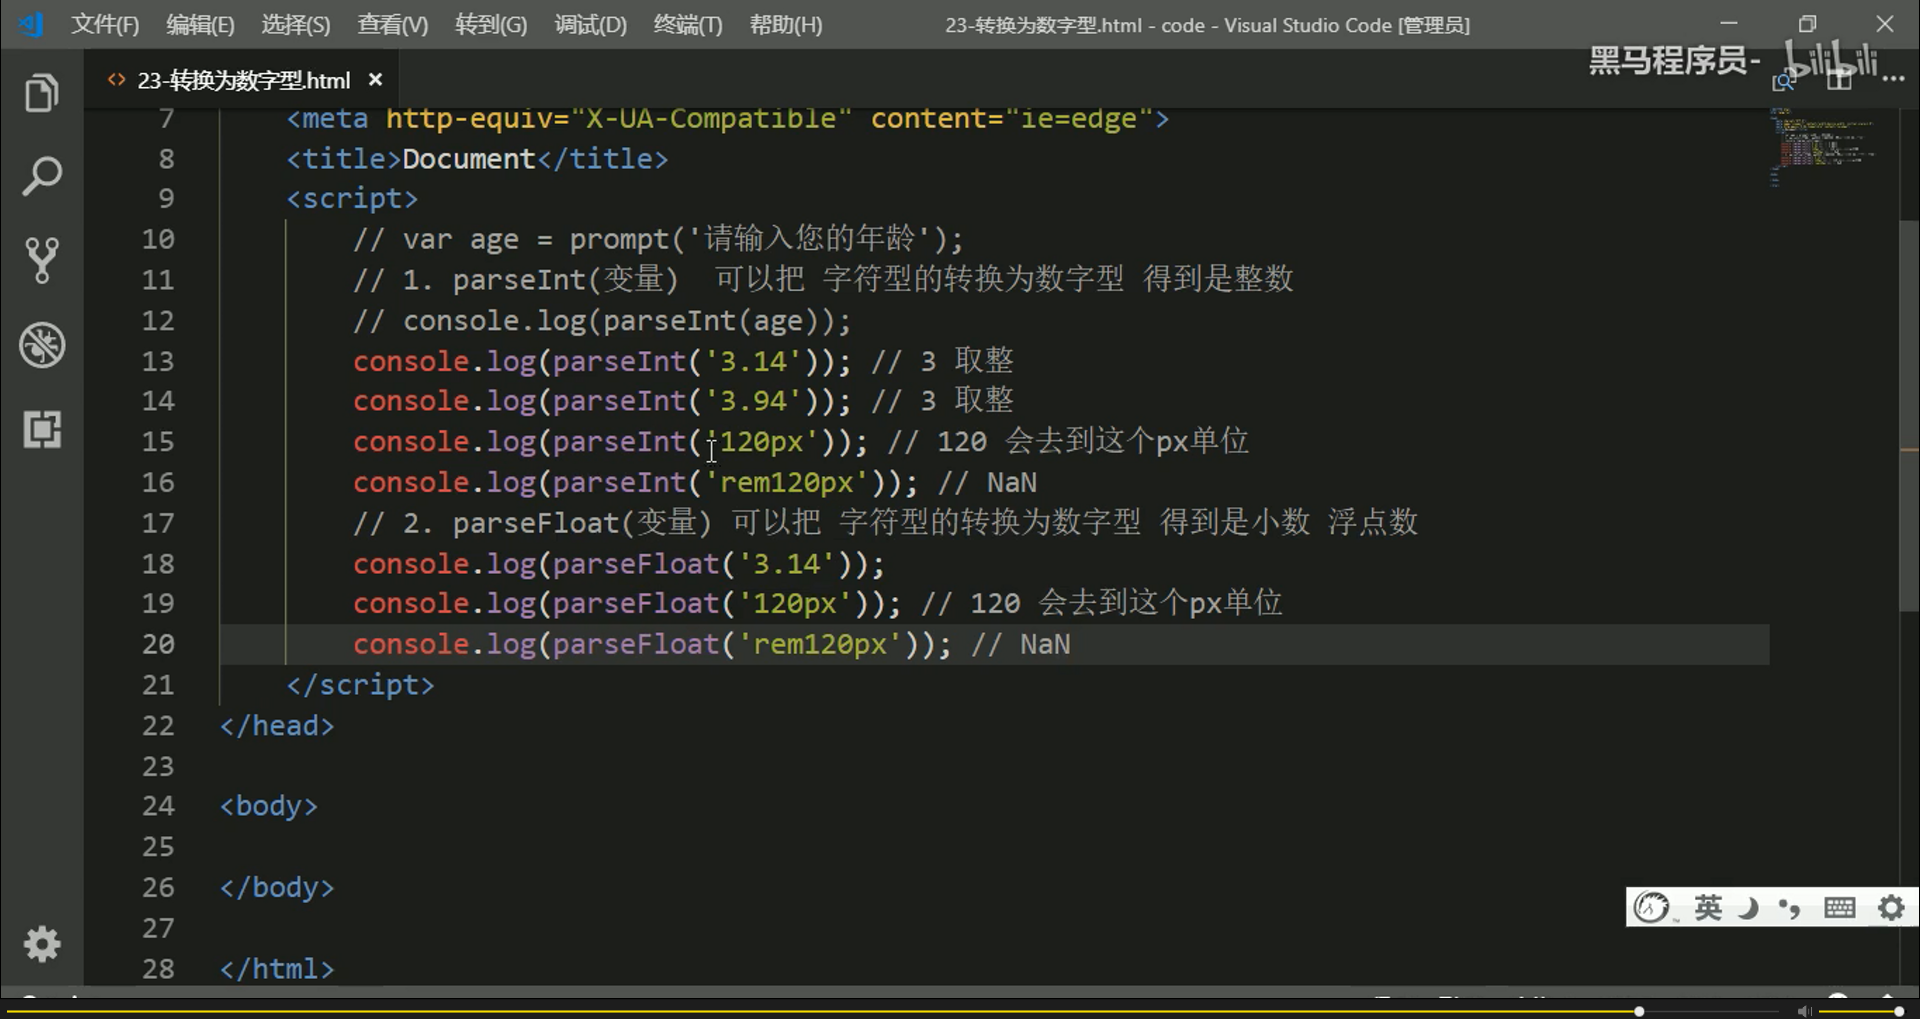 文件(F) 编辑(E) 选择(S) 查看(V) 转到(G) 调试(D) 终端(T) 帮助(H) 23-转换为数字型.html - code - Visual Studio Code [管理员]
黑马程序员- bilibili
23-转换为数字型.html
7 <meta http-equiv="X-UA-Compatible" content="ie=edge">
8 <title>Document</title>
9 <script>
10 // var age = prompt('请输入您的年龄');
11 // 1. parseInt(变量) 可以把 字符型的转换为数字型 得到是整数
12 // console.log(parseInt(age));
13 console.log(parseInt('3.14')); // 3 取整
14 console.log(parseInt('3.94')); // 3 取整
15 console.log(parseInt('120px')); // 120 会去到这个px单位
16 console.log(parseInt('rem120px')); // NaN
17 // 2. parseFloat(变量) 可以把 字符型的转换为数字型 得到是小数 浮点数
18 console.log(parseFloat('3.14'));
19 console.log(parseFloat('120px')); // 120 会去到这个px单位
20 console.log(parseFloat('rem120px')); // NaN
21 </script>
22 </head>
23
24 <body>
25
26 </body>
27
28 </html>
英